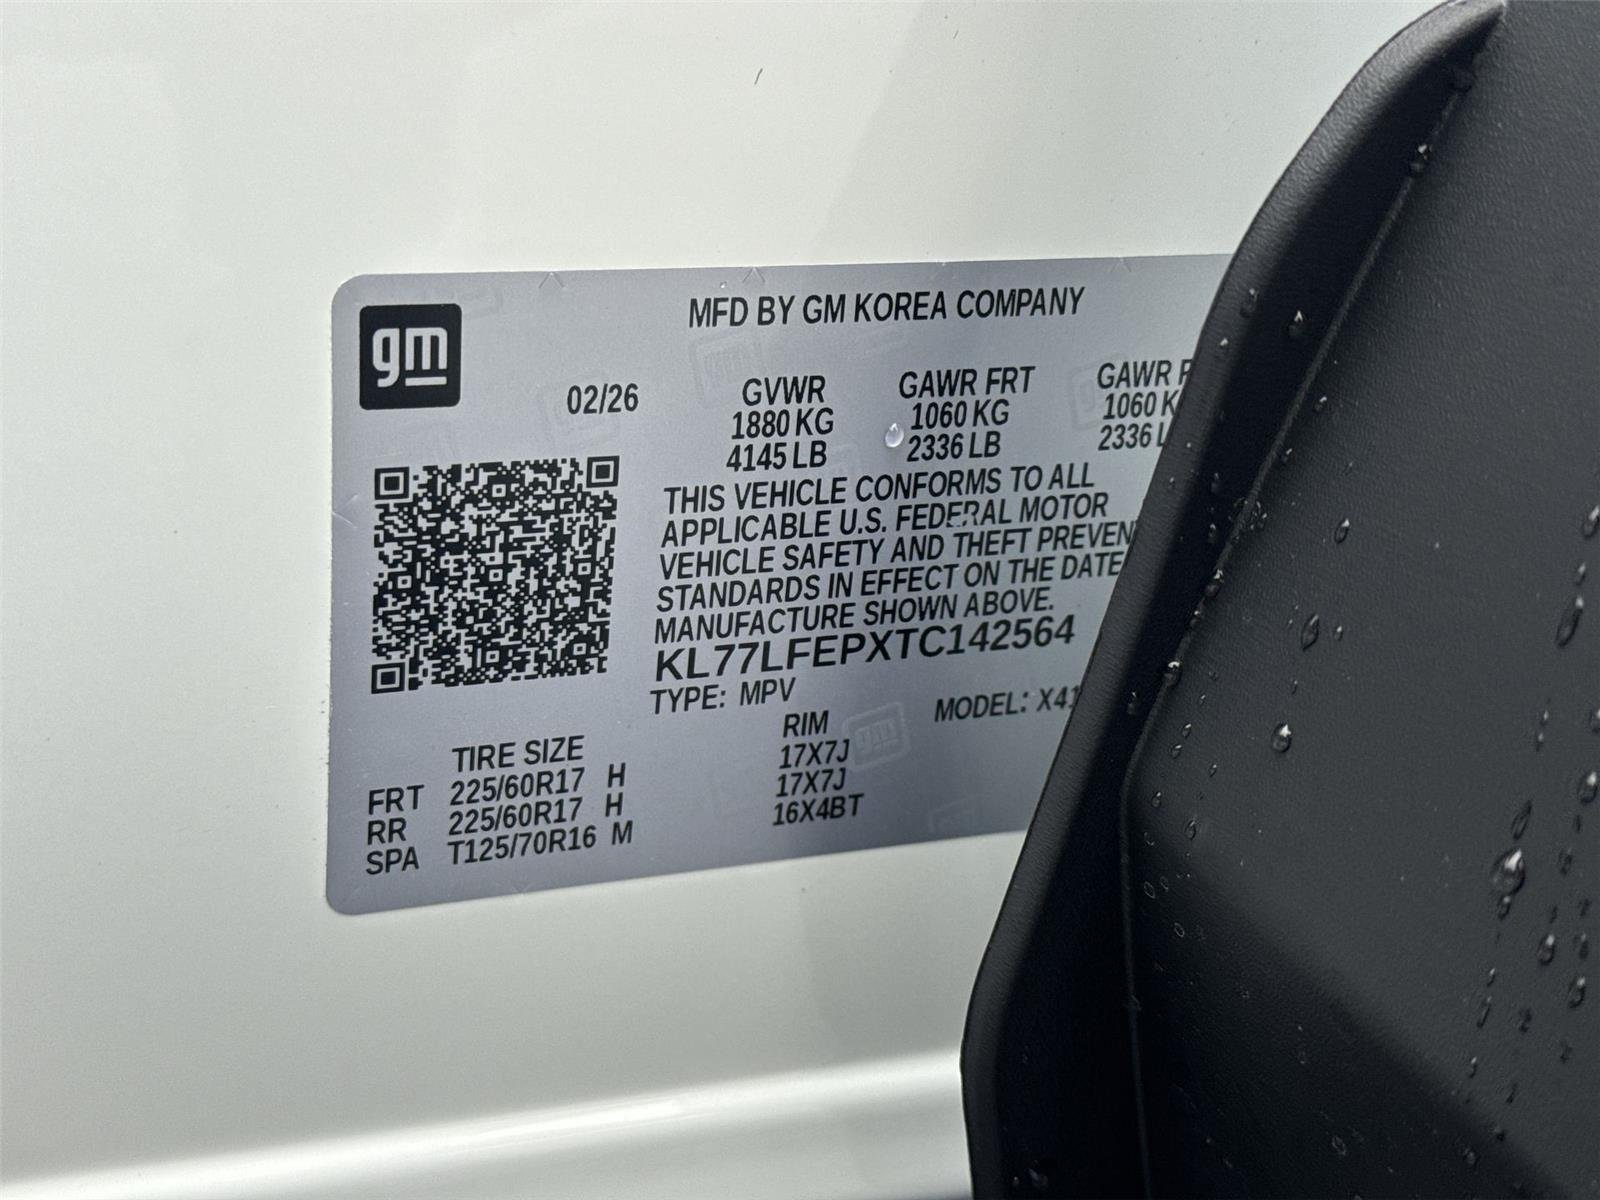 gm
MFD BY GM KOREA COMPANY
02/26 GVWR GAWR FRT GAWR
1880 KG 1060 KG 1060
4145 LB 2336 LB 2336
THIS VEHICLE CONFORMS TO ALL
APPLICABLE U.S. FEDERAL MOTOR
VEHICLE SAFETY AND THEFT PREVEN
STANDARDS IN EFFECT ON THE DATE
MANUFACTURE SHOWN ABOVE.
KL77LFEPXTC142564
TYPE: MPV MODEL: X41
TIRE SIZE RIM
FRT 225/60R17 H 17X7J
RR 225/60R17 H 17X7J
SPA T125/70R16 M 16X4BT